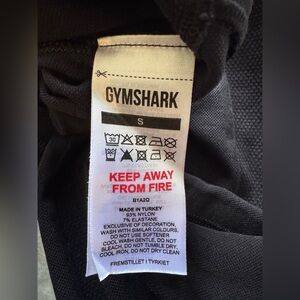 GYMSHARK
S
30
KEEP AWAY
FROM FIRE
B1A2Q
MADE IN TURKEY
93% NYLON
7% ELASTANE
EXCLUSIVE OF DECORATION,
WASH WITH SIMILAR COLOURS,
DO NOT USE SOFTENER
COOL WASH GENTLE, DO NOT
BLEACH, DO NOT TUMBLE DRY,
COOL IRON, DO NOT DRY CLEAN
FREMSTILLET I TYRKIET